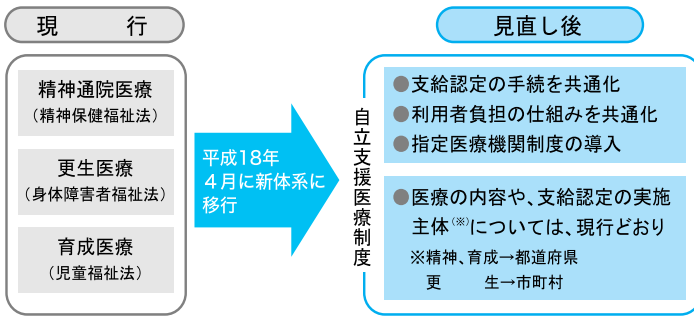 現 行
精神通院医療
（精神保健福祉法）
更生医療
（身体障害者福祉法）
育成医療
（児童福祉法）
平成18年
４月に新体系に
移行
見直し後
自立支援医療制度
●支給認定の手続を共通化
●利用者負担の仕組みを共通化
●指定医療機関制度の導入
●医療の内容や、支給認定の実施
主体（※）については、現行どおり
※精神、育成→都道府県
更 生→市町村